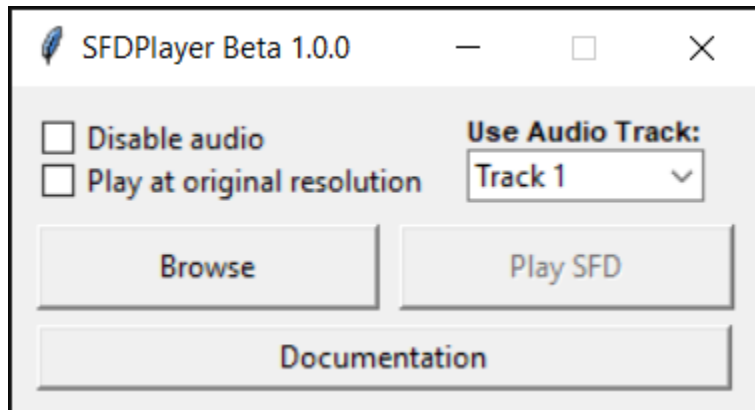 SFDPlayer Beta 1.0.0
Disable audio
Use Audio Track:
Play at original resolution
Track 1
Browse
Play SFD
Documentation